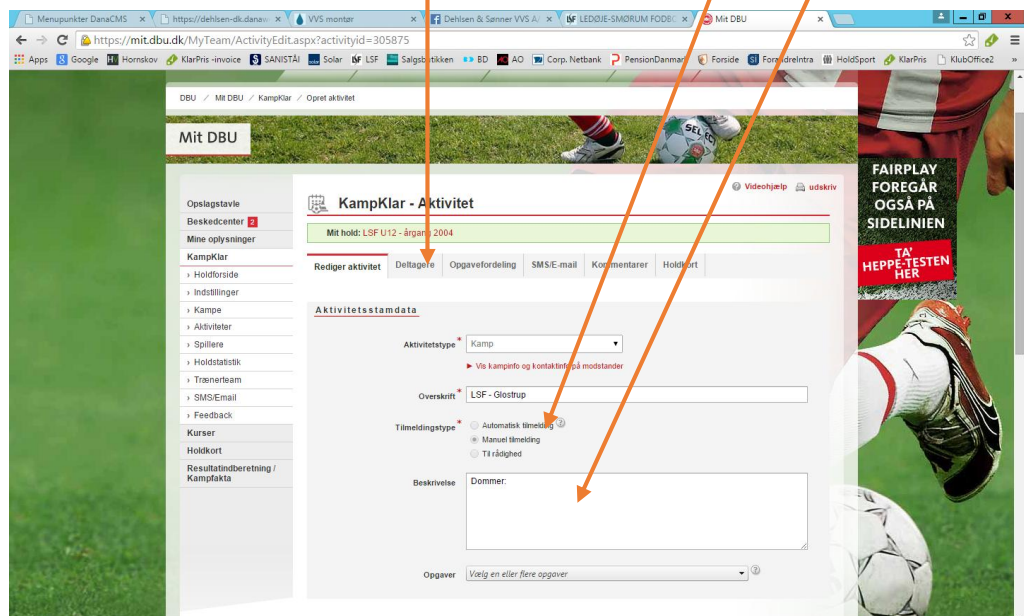 Menupunkter DanaCMS
https://dehlsen-dk.danaw
VVS montør
Dehlsen & Sønner VVS A/
LEDØJE-SMØRUM FODBO
Mit DBU
https://mit.dbu.dk/MyTeam/ActivityEdit.aspx?activityid=305875
Apps Google Hornskov KlarPris -invoice SANISTÅl Solar LSF Salgsbutikken BD AO Corp. Netbank PensionDanmark Forside ForældreIntra HoldSport KlarPris KlubOffice2 »
DBU / Mit DBU / KampKlar / Opret aktivitet
Mit DBU
SELECT
Videohjælp udskriv
KampKlar - Aktivitet
Mit hold: LSF U12 - årgang 2004
Opslagstavle
Beskedcenter 2
Mine oplysninger
KampKlar
› Holdforside
› Indstillinger
› Kampe
› Aktiviteter
› Spillere
› Holdstatistik
› Trænerteam
› SMS/Email
› Feedback
Kurser
Holdkort
Resultatindberetning /
Kampfakta
Rediger aktivitet Deltagere Opgavefordeling SMS/E-mail Kommentarer Holdkort
Aktivitetsstamdata
Aktivitetstype* Kamp
► Vis kampinfo og kontaktinfo på modstander
Overskrift* LSF - Glostrup
Tilmeldingstype* Automatisk tilmelding
Manuel tilmelding
Til rådighed
Beskrivelse Dommer:
Opgaver Vælg en eller flere opgaver
FAIRPLAY
FOREGÅR
OGSÅ PÅ
SIDELINIEN
TA'
HEPPE-TESTEN
HER